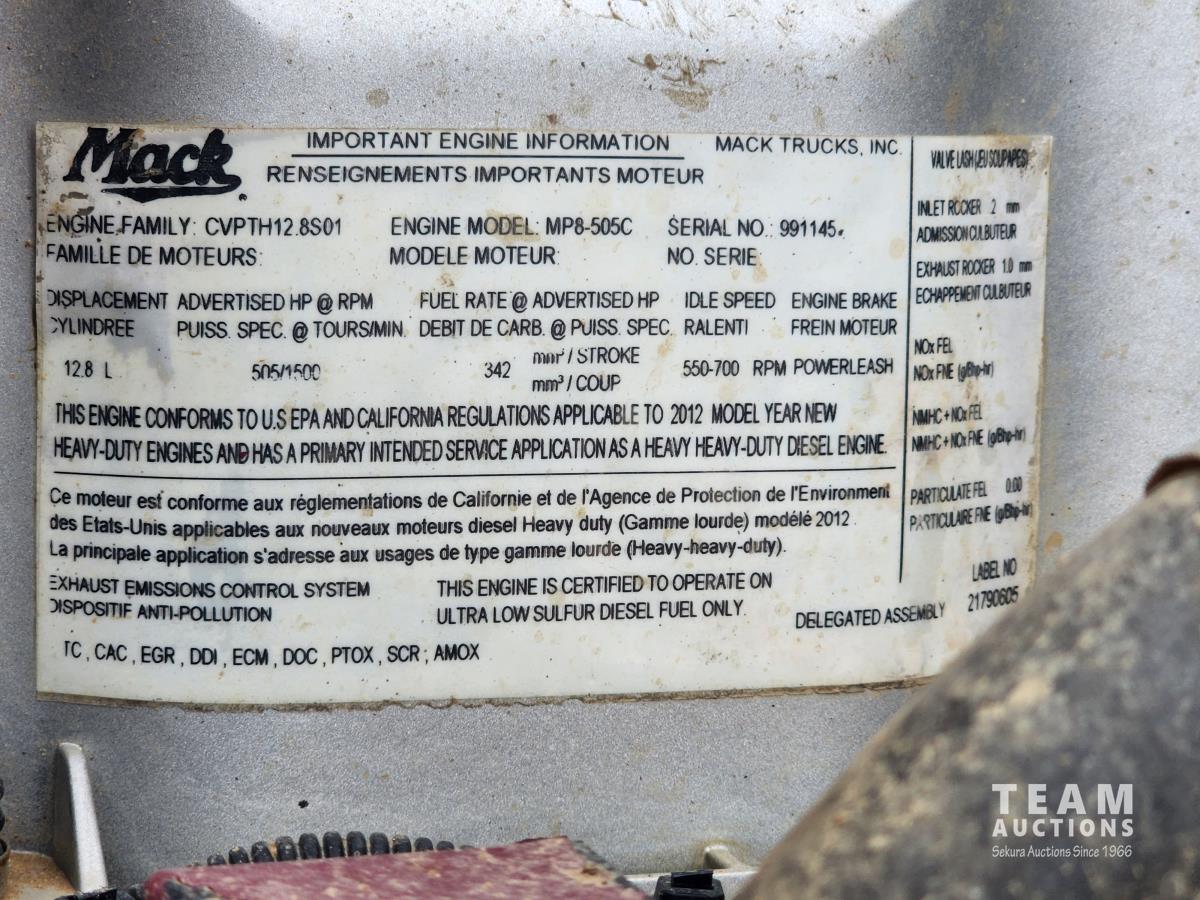 Mack
IMPORTANT ENGINE INFORMATION MACK TRUCKS, INC.
RENSEIGNEMENTS IMPORTANTS MOTEUR
ENGINE FAMILY: CVPTH12.8S01 ENGINE MODEL: MP8-505C SERIAL NO.: 991145
FAMILLE DE MOTEURS: MODELE MOTEUR: NO. SERIE:
DISPLACEMENT ADVERTISED HP @ RPM FUEL RATE @ ADVERTISED HP IDLE SPEED ENGINE BRAKE
CYLINDREE PUISS. SPEC. @ TOURS/MIN. DEBIT DE CARB. @ PUISS. SPEC. RALENTI FREIN MOTEUR
12.8 L 505/1500 342 mm³ / STROKE 550-700 RPM POWERLEASH
mm³ / COUP
THIS ENGINE CONFORMS TO U.S EPA AND CALIFORNIA REGULATIONS APPLICABLE TO 2012 MODEL YEAR NEW
HEAVY-DUTY ENGINES AND HAS A PRIMARY INTENDED SERVICE APPLICATION AS A HEAVY HEAVY-DUTY DIESEL ENGINE.
Ce moteur est conforme aux réglementations de Californie et de l'Agence de Protection de l'Environment
des Etats-Unis applicables aux nouveaux moteurs diesel Heavy duty (Gamme lourde) modélé 2012.
La principale application s'adresse aux usages de type gamme lourde (Heavy-heavy-duty).
EXHAUST EMISSIONS CONTROL SYSTEM THIS ENGINE IS CERTIFIED TO OPERATE ON
DISPOSITIF ANTI-POLLUTION ULTRA LOW SULFUR DIESEL FUEL ONLY. DELEGATED ASSEMBLY
TC , CAC , EGR , DDI , ECM , DOC , PTOX , SCR ; AMOX
VALVE LASH (JEU SOUPAPES)
INLET ROCKER 2 mm
ADMISSION CULBUTEUR
EXHAUST ROCKER 1.0 mm
ECHAPPEMENT CULBUTEUR
NOx FEL
NOx FNE (g/Bhp-hr)
NMHC + NOx FEL
NMHC + NOx FNE (g/Bhp-hr)
PARTICULATE FEL 0.00
PARTICULAIRE FNE (g/Bhp-hr)
LABEL NO
21790605
TEAM
AUCTIONS
Sekura Auctions Since 1966